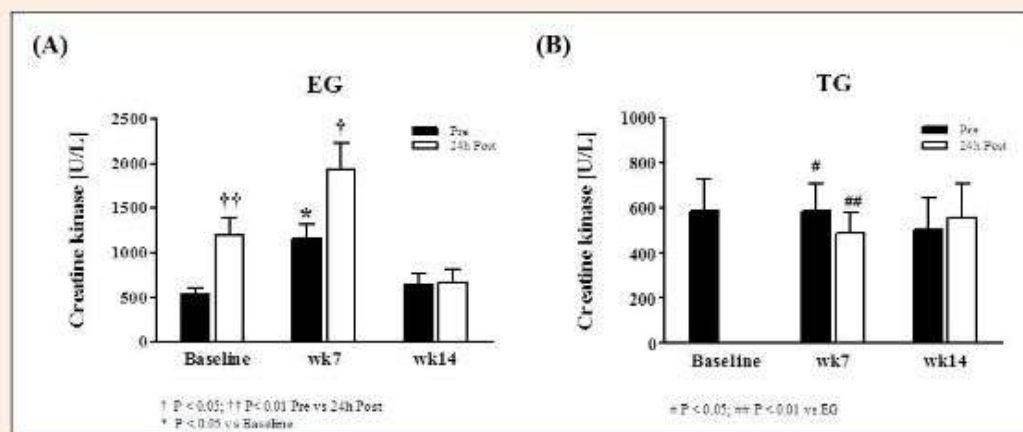 (A)
EG
Creatine kinase [U/L]
2500
2000
1500
1000
500
0
Pre
24h Post
††
*
†
Baseline
wk7
wk14
† P < 0.05; †† P< 0.01 Pre vs 24h Post
* P < 0.05 vs Baseline
(B)
TG
Creatine kinase [U/L]
1000
800
600
400
200
0
Pre
24h Post
#
##
Baseline
wk7
wk14
# P < 0.05; ## P < 0.01 vs EG